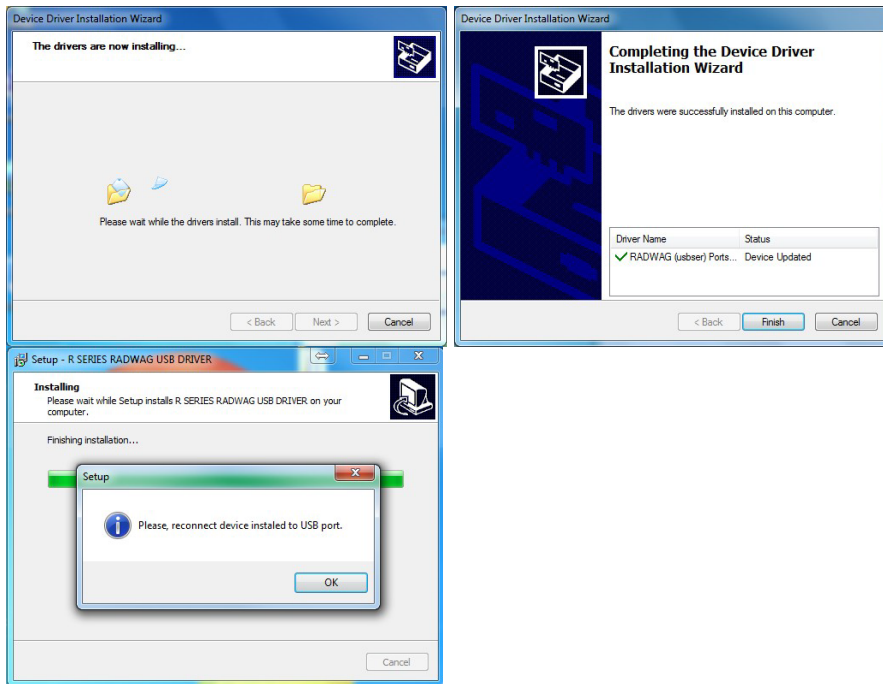 Device Driver Installation Wizard
The drivers are now installing...
Please wait while the drivers install. This may take some time to complete.
< Back
Next >
Cancel
Device Driver Installation Wizard
Completing the Device Driver
Installation Wizard
The drivers were successfully installed on this computer.
Driver Name
Status
RADWAG (usbser) Ports...
Device Updated
< Back
Finish
Cancel
Setup - R SERIES RADWAG USB DRIVER
Installing
Please wait while Setup installs R SERIES RADWAG USB DRIVER on your
computer.
Finishing installation...
Setup
Please, reconnect device instaled to USB port.
OK
Cancel